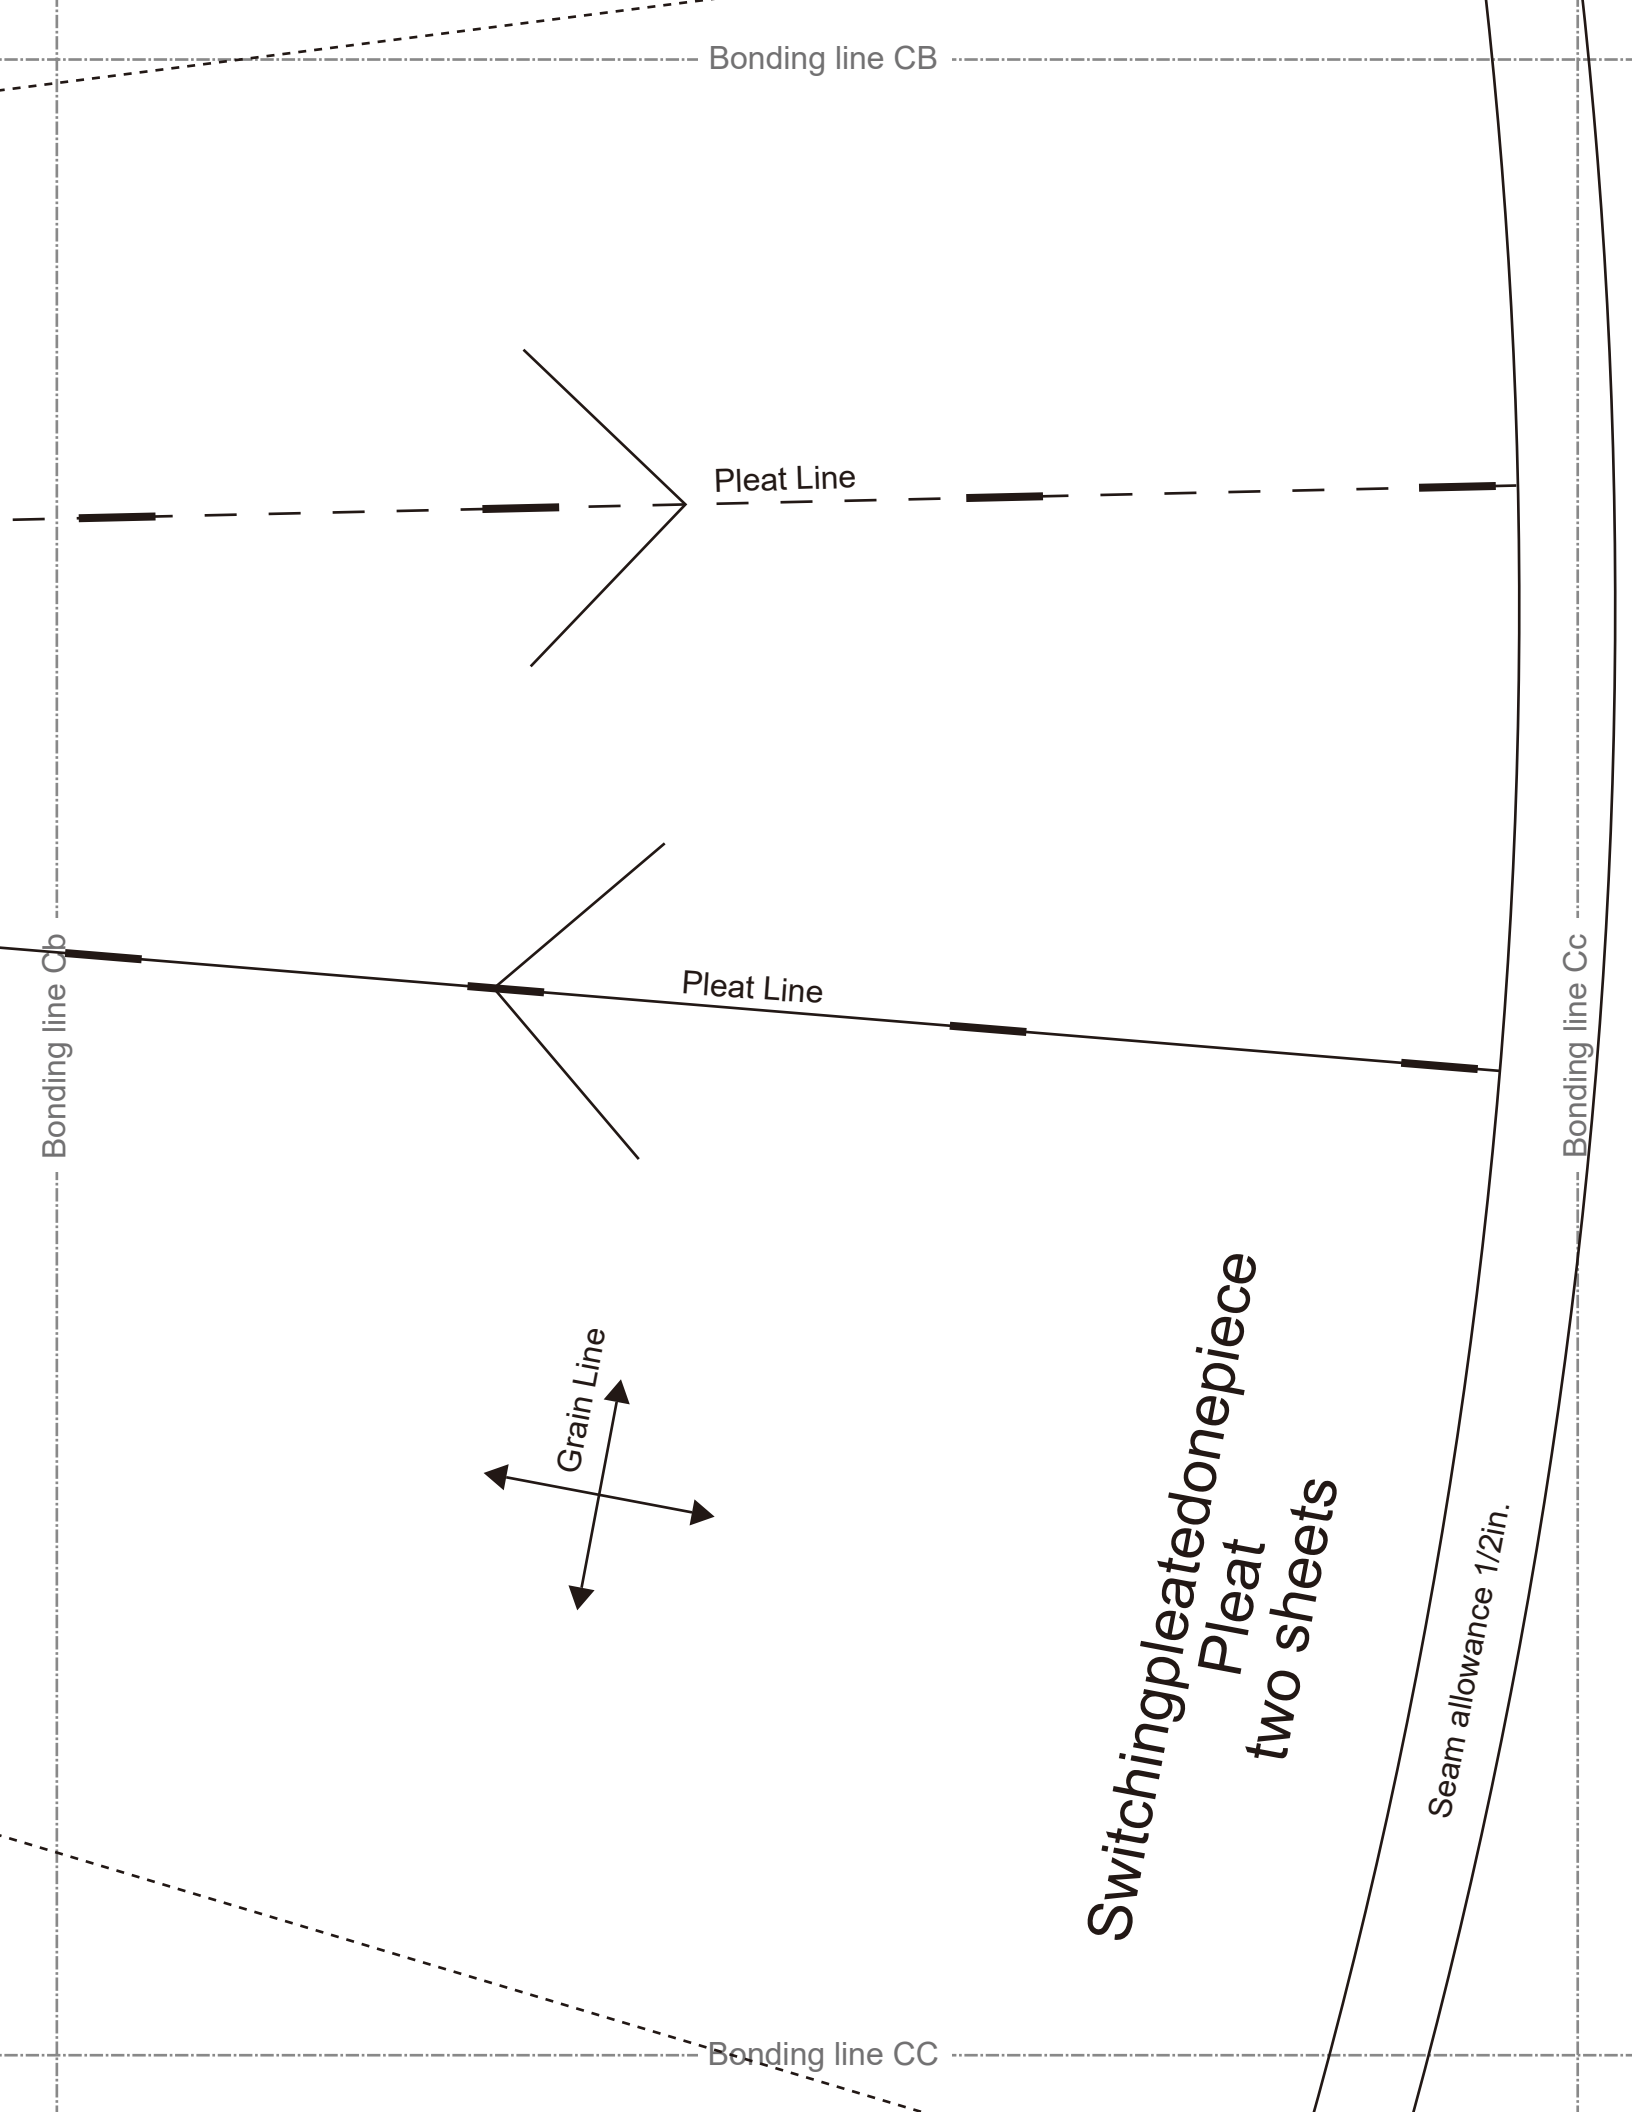 Bonding line CB
Pleat Line
Bonding line Cb
Pleat Line
Bonding line Cc
Grain Line
Switchingpleatedonepiece
Pleat
two sheets
Seam allowance 1/2in.
Bonding line CC